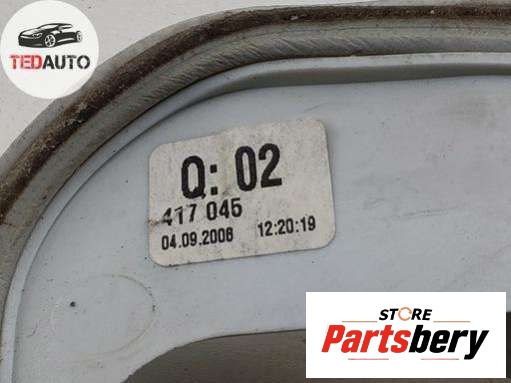 TEDAUTO
Q: 02
417 045
04.09.2006 12:20:19
STORE
Partsbery